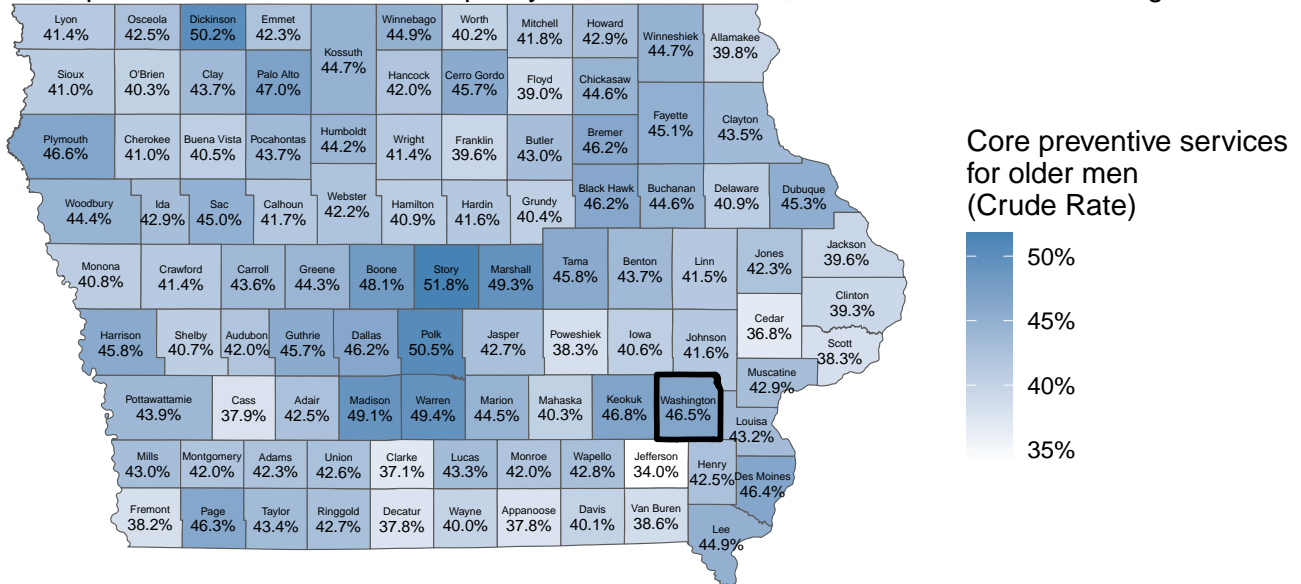 Lyon
41.4%
Osceola
42.5%
Dickinson
50.2%
Emmet
42.3%
Kossuth
44.7%
Winnebago
44.9%
Worth
40.2%
Mitchell
41.8%
Howard
42.9%
Winneshiek
44.7%
Allamakee
39.8%
Sioux
41.0%
O'Brien
40.3%
Clay
43.7%
Palo Alto
47.0%
Hancock
42.0%
Cerro Gordo
45.7%
Floyd
39.0%
Chickasaw
44.6%
Fayette
45.1%
Clayton
43.5%
Plymouth
46.6%
Cherokee
41.0%
Buena Vista
40.5%
Pocahontas
43.7%
Humboldt
44.2%
Wright
41.4%
Franklin
39.6%
Butler
43.0%
Bremer
46.2%
Woodbury
44.4%
Ida
42.9%
Sac
45.0%
Calhoun
41.7%
Webster
42.2%
Hamilton
40.9%
Hardin
41.6%
Grundy
40.4%
Black Hawk
46.2%
Buchanan
44.6%
Delaware
40.9%
Dubuque
45.3%
Monona
40.8%
Crawford
41.4%
Carroll
43.6%
Greene
44.3%
Boone
48.1%
Story
51.8%
Marshall
49.3%
Tama
45.8%
Benton
43.7%
Linn
41.5%
Jones
42.3%
Jackson
39.6%
Clinton
39.3%
Cedar
36.8%
Scott
38.3%
Harrison
45.8%
Shelby
40.7%
Audubon
42.0%
Guthrie
45.7%
Dallas
46.2%
Polk
50.5%
Jasper
42.7%
Poweshiek
38.3%
Iowa
40.6%
Johnson
41.6%
Muscatine
42.9%
Pottawattamie
43.9%
Cass
37.9%
Adair
42.5%
Madison
49.1%
Warren
49.4%
Marion
44.5%
Mahaska
40.3%
Keokuk
46.8%
Washington
46.5%
Louisa
43.2%
Mills
43.0%
Montgomery
42.0%
Adams
42.3%
Union
42.6%
Clarke
37.1%
Lucas
43.3%
Monroe
42.0%
Wapello
42.8%
Jefferson
34.0%
Henry
42.5%
Des Moines
46.4%
Fremont
38.2%
Page
46.3%
Taylor
43.4%
Ringgold
42.7%
Decatur
37.8%
Wayne
40.0%
Appanoose
37.8%
Davis
40.1%
Van Buren
38.6%
Lee
44.9%
Core preventive services
for older men
(Crude Rate)
50%
45%
40%
35%